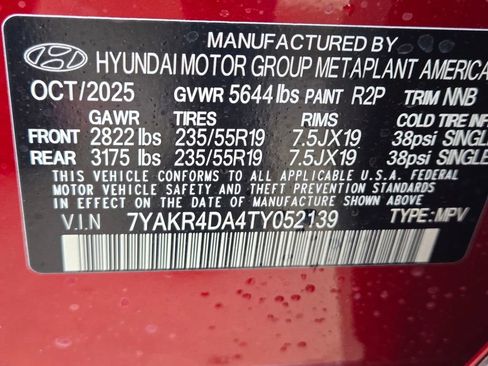 MANUFACTURED BY
HYUNDAI MOTOR GROUP METAPLANT AMERICA
OCT/2025 GVWR 5644 lbs PAINT R2P TRIM NNB
GAWR TIRES RIMS COLD TIRE INF
FRONT 2822 lbs 235/55R19 7.5JX19 38psi SINGLE
REAR 3175 lbs 235/55R19 7.5JX19 38psi SINGLE
THIS VEHICLE CONFORMS TO ALL APPLICABLE U.S.A. FEDERAL
MOTOR VEHICLE SAFETY AND THEFT PREVENTION STANDARDS IN
EFFECT ON THE DATE OF MANUFACTURE SHOWN ABOVE.
V.I.N 7YAKR4DA4TY052139 TYPE: MPV